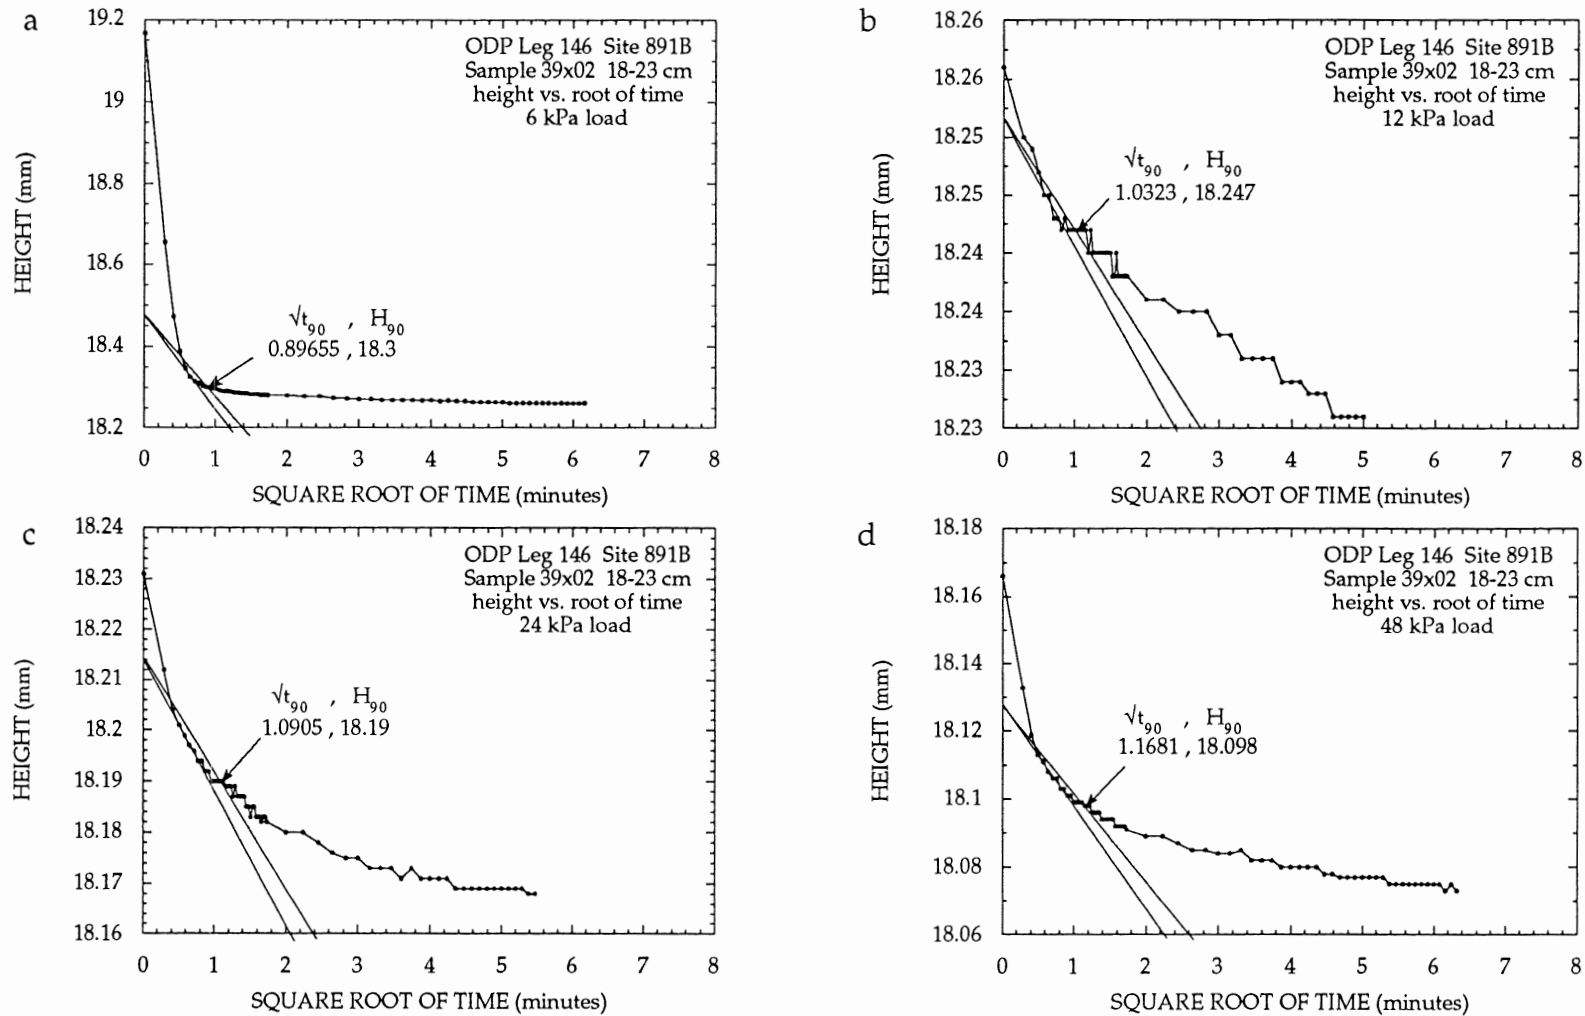 a
ODP Leg 146 Site 891B
Sample 39x02 18-23 cm
height vs. root of time
6 kPa load
√t90 , H90
0.89655 , 18.3
HEIGHT (mm)
19.2
19
18.8
18.6
18.4
18.2
0 1 2 3 4 5 6 7 8
SQUARE ROOT OF TIME (minutes)
b
ODP Leg 146 Site 891B
Sample 39x02 18-23 cm
height vs. root of time
12 kPa load
√t90 , H90
1.0323 , 18.247
HEIGHT (mm)
18.26
18.26
18.25
18.25
18.24
18.24
18.23
18.23
0 1 2 3 4 5 6 7 8
SQUARE ROOT OF TIME (minutes)
c
ODP Leg 146 Site 891B
Sample 39x02 18-23 cm
height vs. root of time
24 kPa load
√t90 , H90
1.0905 , 18.19
HEIGHT (mm)
18.24
18.23
18.22
18.21
18.2
18.19
18.18
18.17
18.16
0 1 2 3 4 5 6 7 8
SQUARE ROOT OF TIME (minutes)
d
ODP Leg 146 Site 891B
Sample 39x02 18-23 cm
height vs. root of time
48 kPa load
√t90 , H90
1.1681 , 18.098
HEIGHT (mm)
18.18
18.16
18.14
18.12
18.1
18.08
18.06
0 1 2 3 4 5 6 7 8
SQUARE ROOT OF TIME (minutes)